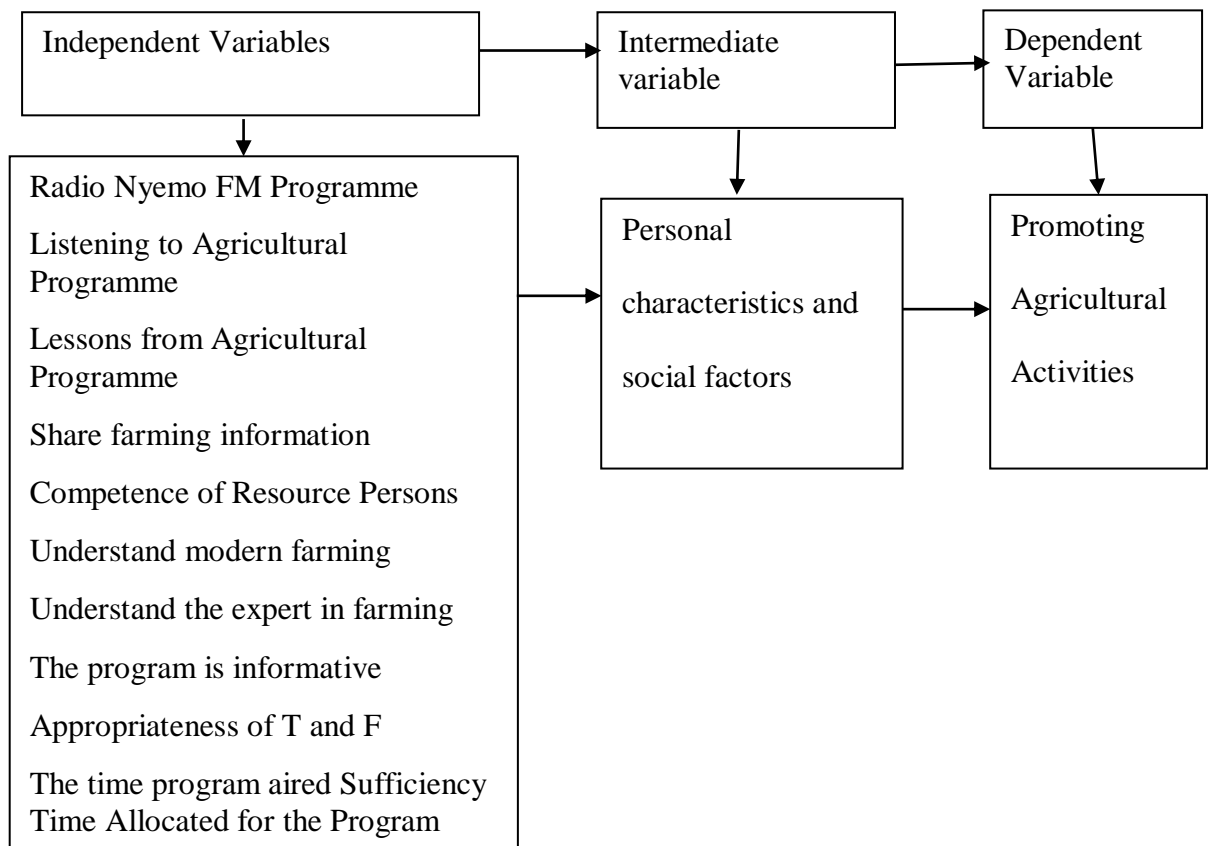 Independent Variables
Intermediate
variable
Dependent
Variable
Radio Nyemo FM Programme
Listening to Agricultural
Programme
Lessons from Agricultural
Programme
Share farming information
Competence of Resource Persons
Understand modern farming
Understand the expert in farming
The program is informative
Appropriateness of T and F
The time program aired Sufficiency
Time Allocated for the Program
Personal
characteristics and
social factors
Promoting
Agricultural
Activities